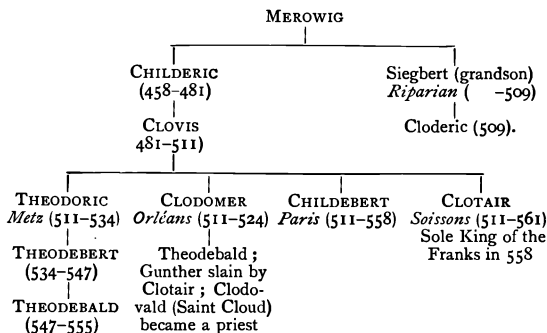 MEROWIG
CHILDERIC
(458–481)
Siegbert (grandson)
Riparian ( –509)
CLOVIS
481–511)
Cloderic (509).
THEODORIC
Metz (511–534)
CLODOMER
Orléans (511–524)
CHILDEBERT
Paris (511–558)
CLOTAIR
Soissons (511–561)
Sole King of the
Franks in 558
THEODEBERT
(534–547)
THEODEBALD
(547–555)
Theodebald ;
Gunther slain by
Clotair ; Clodo-
vald (Saint Cloud)
became a priest